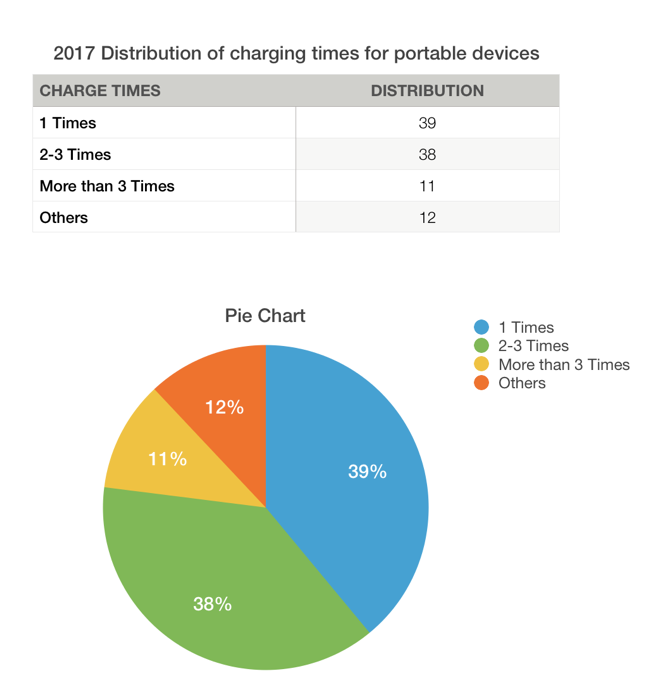 2017 Distribution of charging times for portable devices
CHARGE TIMES DISTRIBUTION
1 Times 39
2-3 Times 38
More than 3 Times 11
Others 12
Pie Chart
1 Times
2-3 Times
More than 3 Times
Others
12%
11%
39%
38%